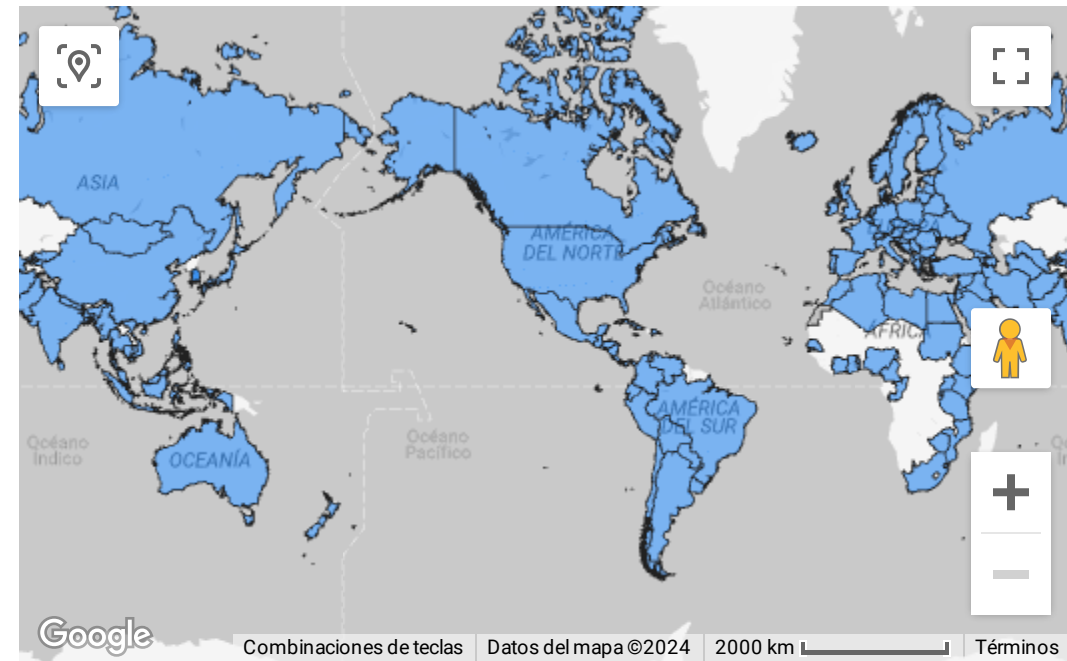 ASIA
AMÉRICA
DEL NORTE
Océano
Atlántico
ÁFRICA
AMÉRICA
DEL SUR
Océano
Pacífico
Océano
Índico
OCEANÍA
Google
Combinaciones de teclas
Datos del mapa ©2024
2000 km
Términos